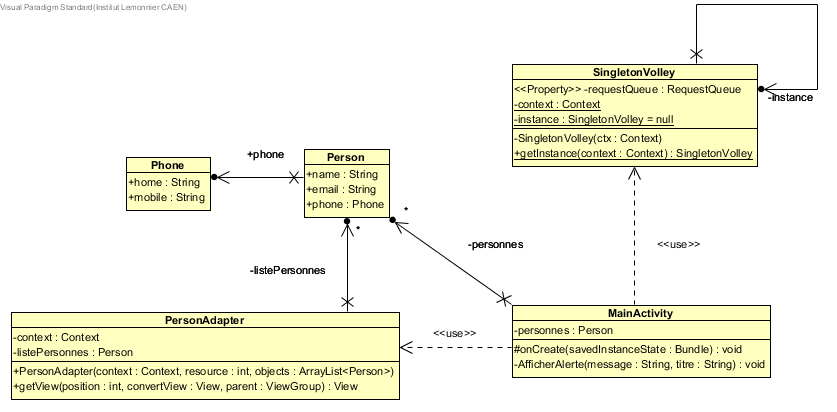 Visual Paradigm Standard(Institut Lemonnier CAEN)
SingletonVolley
<<Property>> -requestQueue : RequestQueue
-context : Context
-instance : SingletonVolley = null
-SingletonVolley(ctx : Context)
+getInstance(context : Context) : SingletonVolley
-instance
Phone
+home : String
+mobile : String
+phone
Person
+name : String
+email : String
+phone : Phone
*
*
-personnes
<<use>>
-listePersonnes
PersonAdapter
-context : Context
-listePersonnes : Person
+PersonAdapter(context : Context, resource : int, objects : ArrayList<Person>)
+getView(position : int, convertView : View, parent : ViewGroup) : View
<<use>>
MainActivity
-personnes : Person
#onCreate(savedInstanceState : Bundle) : void
-AfficherAlerte(message : String, titre : String) : void